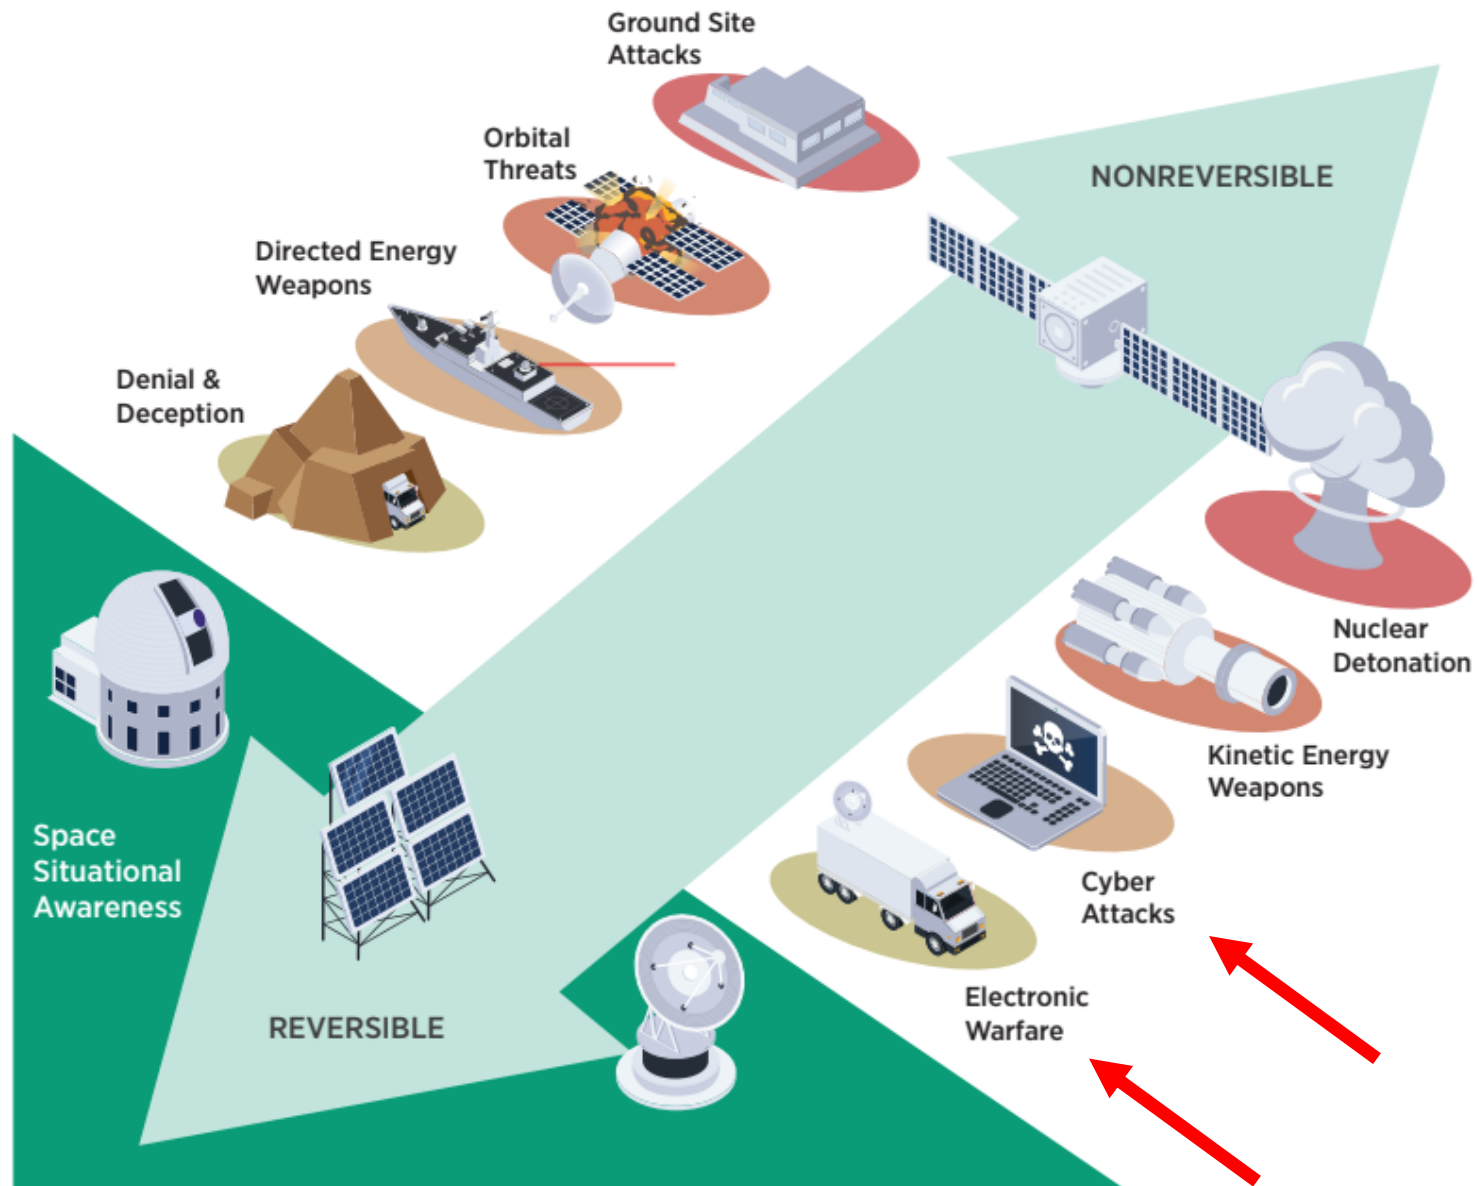 Ground Site
Attacks
Orbital
Threats
NONREVERSIBLE
Directed Energy
Weapons
Denial &
Deception
Nuclear
Detonation
Kinetic Energy
Weapons
Space
Situational
Awareness
Cyber
Attacks
Electronic
Warfare
REVERSIBLE